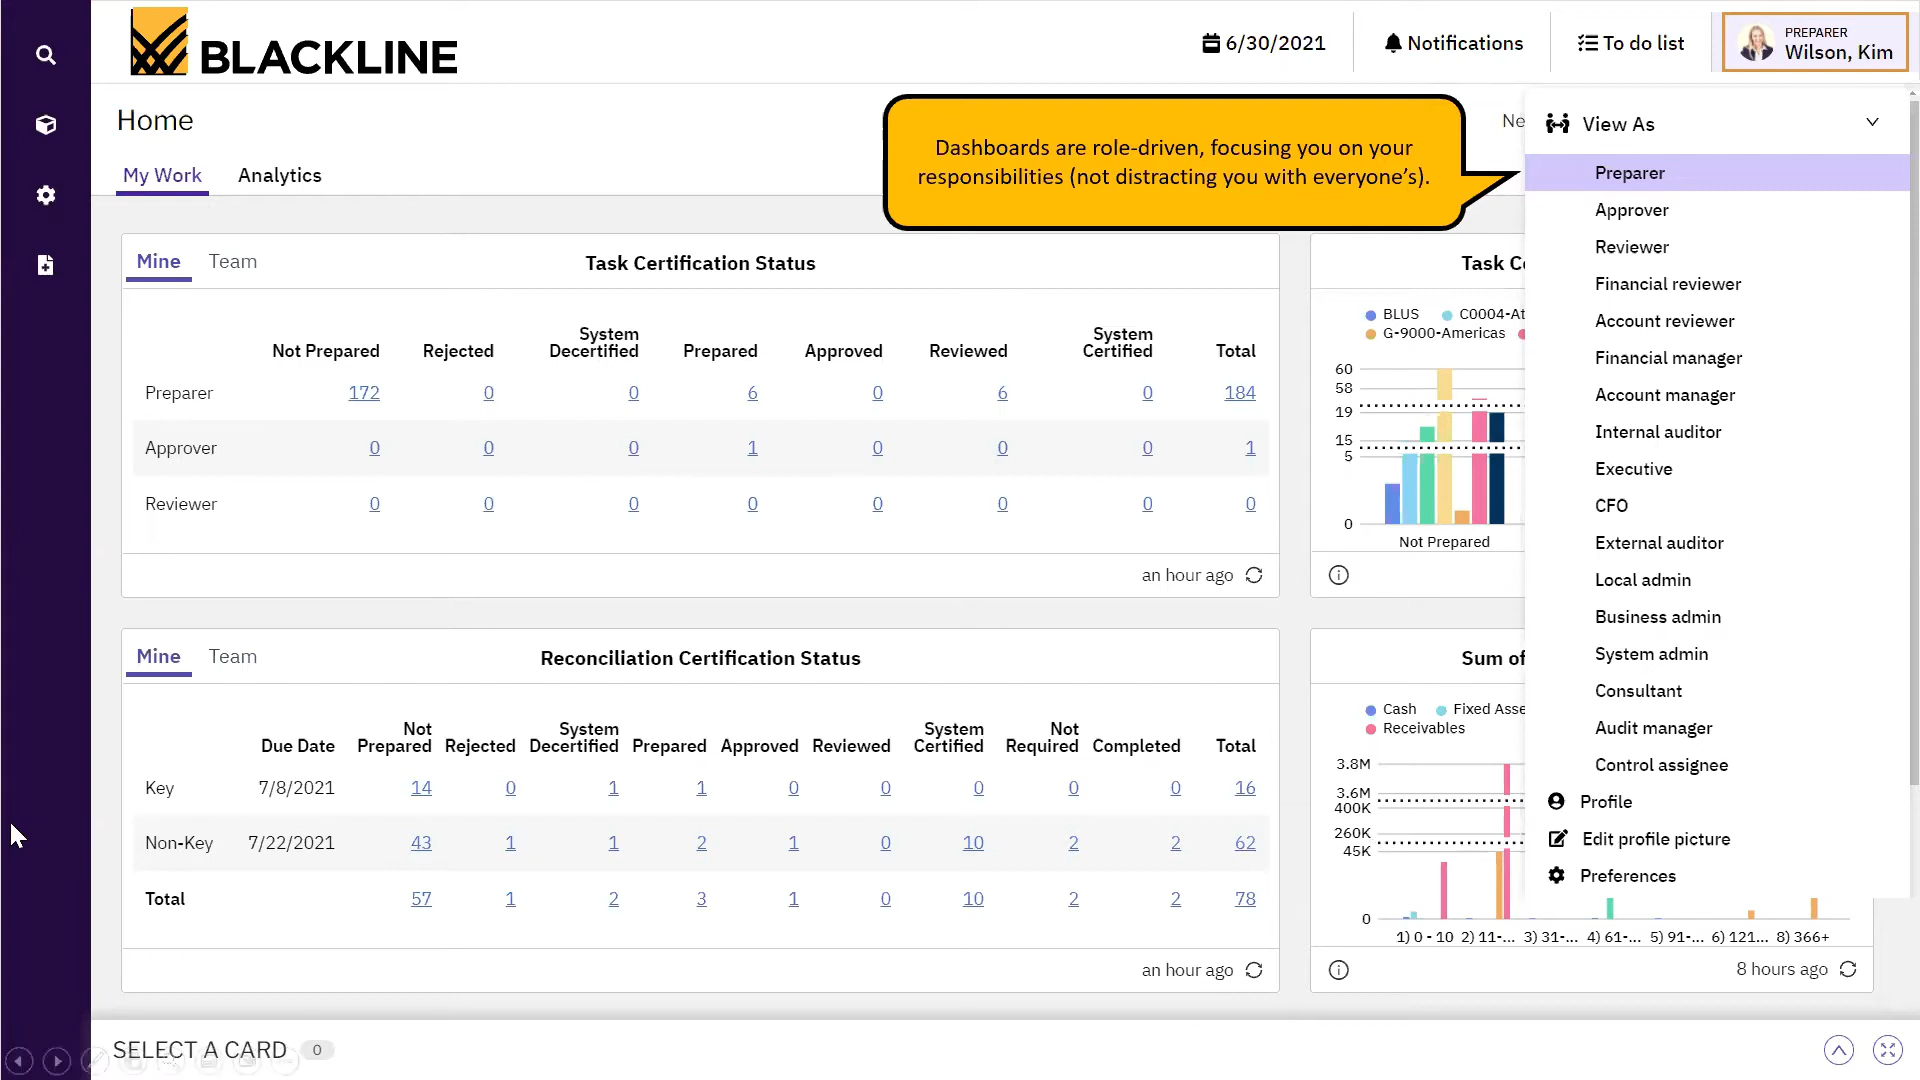 BLACKLINE
6/30/2021
Notifications
To do list
PREPARER
Wilson, Kim
Home
My Work
Analytics
Dashboards are role-driven, focusing you on your
responsibilities (not distracting you with everyone's).
Ne
View As
Preparer
Approver
Reviewer
Financial reviewer
Account reviewer
Financial manager
Account manager
Internal auditor
Executive
CFO
External auditor
Local admin
Business admin
System admin
Consultant
Audit manager
Control assignee
Profile
Edit profile picture
Preferences
Mine Team Task Certification Status
Not Prepared Rejected System Decertified Prepared Approved Reviewed System Certified Total
Preparer 172 0 0 6 0 6 0 184
Approver 0 0 0 1 0 0 0 1
Reviewer 0 0 0 0 0 0 0 0
an hour ago
Task Ce
BLUS C0004-At
G-9000-Americas
60
58
19
15
5
0
Not Prepared
Mine Team Reconciliation Certification Status
Due Date Not Prepared Rejected System Decertified Prepared Approved Reviewed System Certified Not Required Completed Total
Key 7/8/2021 14 0 1 1 0 0 0 0 0 16
Non-Key 7/22/2021 43 1 1 2 1 0 10 2 2 62
Total 57 1 2 3 1 0 10 2 2 78
an hour ago
Sum of
Cash Fixed Asse
Receivables
3.8M
3.6M
400K
260K
45K
0
1) 0 - 10 2) 11-... 3) 31-... 4) 61-... 5) 91-... 6) 121... 8) 366+
8 hours ago
SELECT A CARD 0